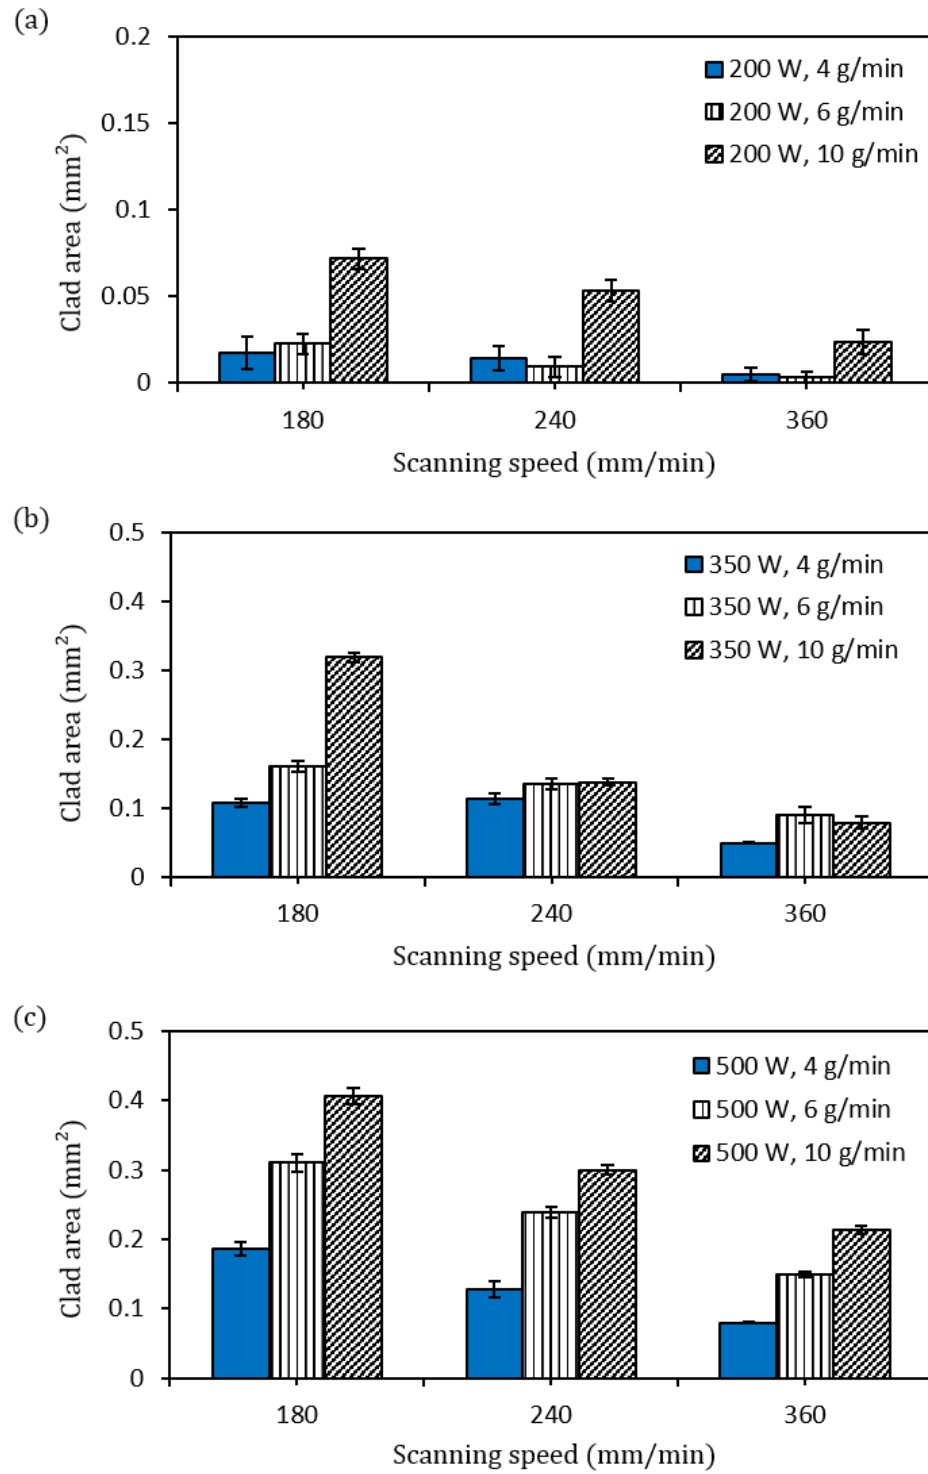 (a)
0.2
0.15
0.1
0.05
0
Clad area (mm²)
200 W, 4 g/min
200 W, 6 g/min
200 W, 10 g/min
180 240 360
Scanning speed (mm/min)
(b)
0.5
0.4
0.3
0.2
0.1
0
Clad area (mm²)
350 W, 4 g/min
350 W, 6 g/min
350 W, 10 g/min
180 240 360
Scanning speed (mm/min)
(c)
0.5
0.4
0.3
0.2
0.1
0
Clad area (mm²)
500 W, 4 g/min
500 W, 6 g/min
500 W, 10 g/min
180 240 360
Scanning speed (mm/min)